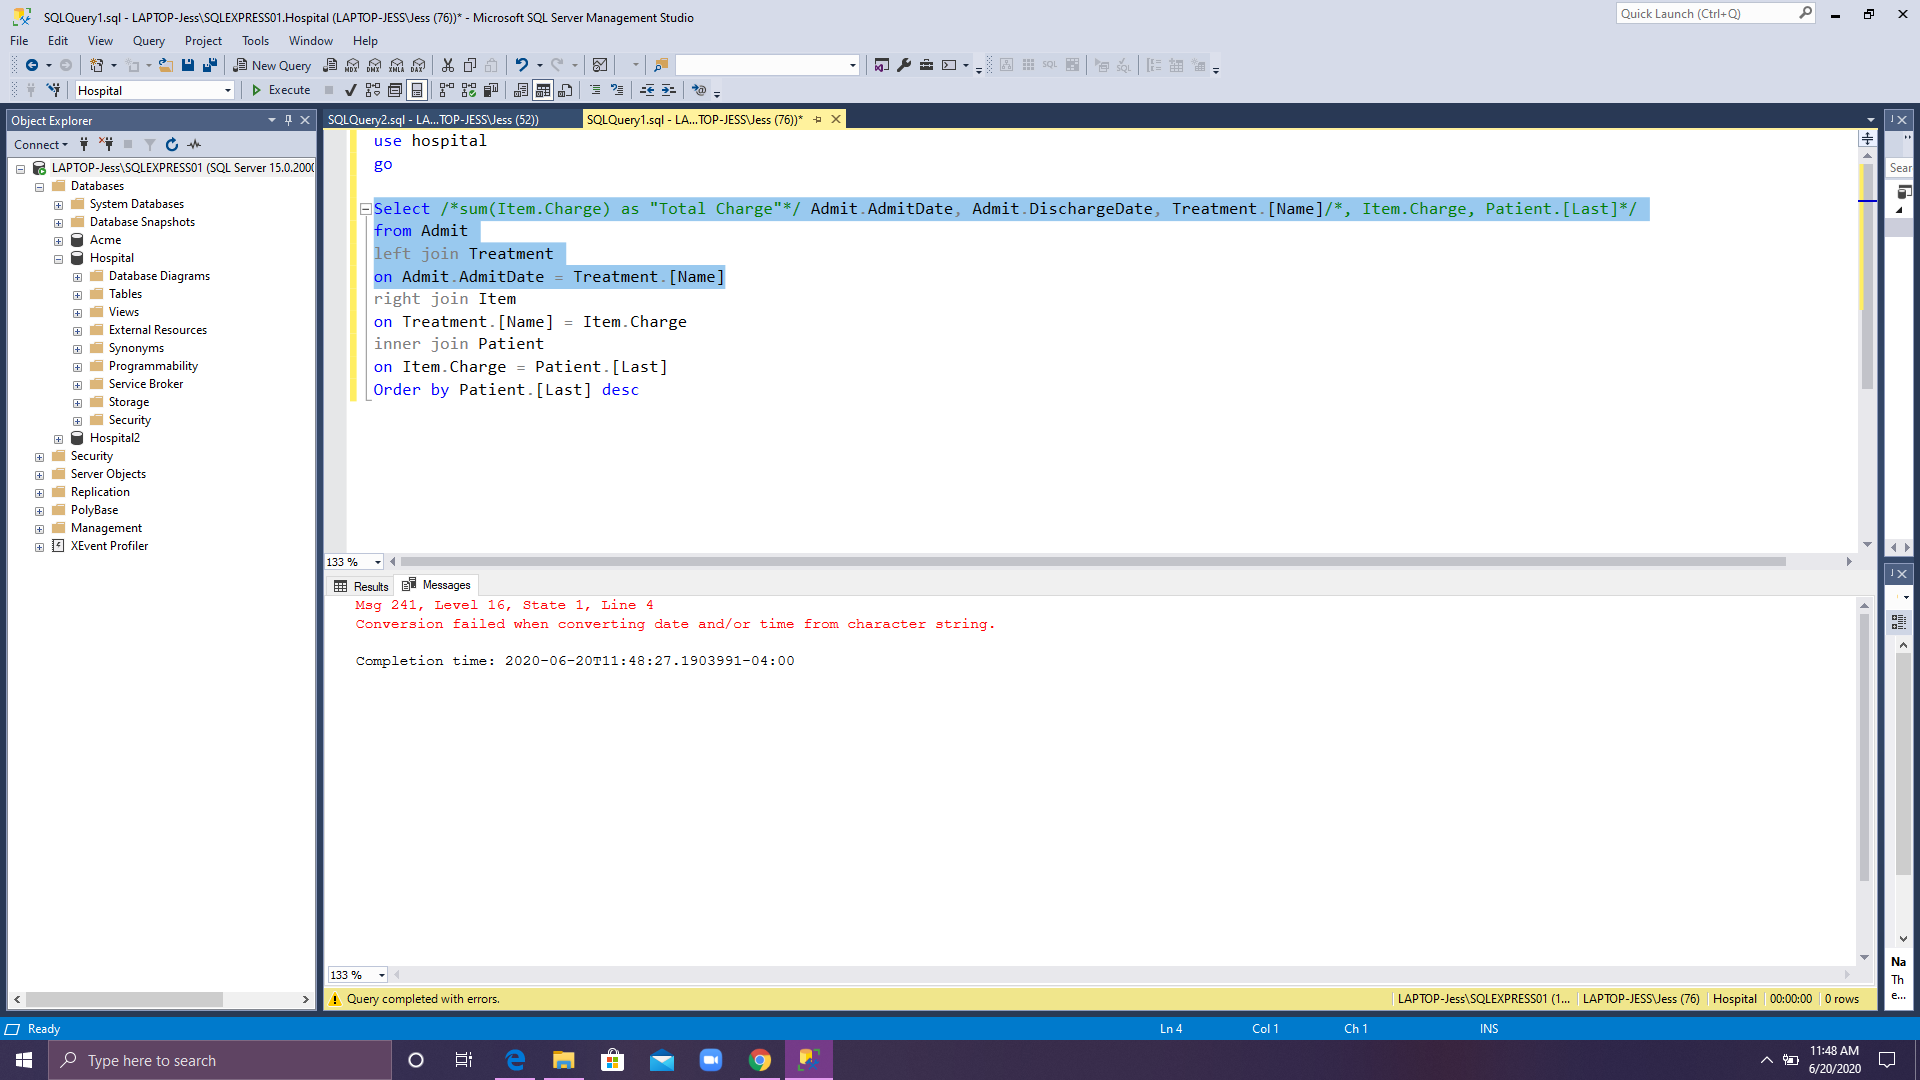 SQLQuery1.sql - LAPTOP-Jess\SQLEXPRESS01.Hospital (LAPTOP-JESS\Jess (76))* - Microsoft SQL Server Management Studio
Quick Launch (Ctrl+Q)
File Edit View Query Project Tools Window Help
New Query
MDX DMX XMLA DAX
SQL
Hospital
Execute
Object Explorer
SQLQuery2.sql - LA...TOP-JESS\Jess (52))
SQLQuery1.sql - LA...TOP-JESS\Jess (76))*
Connect
LAPTOP-Jess\SQLEXPRESS01 (SQL Server 15.0.2000
Databases
System Databases
Database Snapshots
Acme
Hospital
Database Diagrams
Tables
Views
External Resources
Synonyms
Programmability
Service Broker
Storage
Security
Hospital2
Security
Server Objects
Replication
PolyBase
Management
XEvent Profiler
use hospital
go
Select /*sum(Item.Charge) as "Total Charge"*/ Admit.AdmitDate, Admit.DischargeDate, Treatment.[Name]/*, Item.Charge, Patient.[Last]*/
from Admit
left join Treatment
on Admit.AdmitDate = Treatment.[Name]
right join Item
on Treatment.[Name] = Item.Charge
inner join Patient
on Item.Charge = Patient.[Last]
Order by Patient.[Last] desc
133 %
Results Messages
Msg 241, Level 16, State 1, Line 4
Conversion failed when converting date and/or time from character string.
Completion time: 2020-06-20T11:48:27.1903991-04:00
133 %
Query completed with errors.
LAPTOP-Jess\SQLEXPRESS01 (1... LAPTOP-JESS\Jess (76) Hospital 00:00:00 0 rows
Sear
Na
Th
e...
Ready
Ln 4 Col 1 Ch 1 INS
Type here to search
11:48 AM
6/20/2020